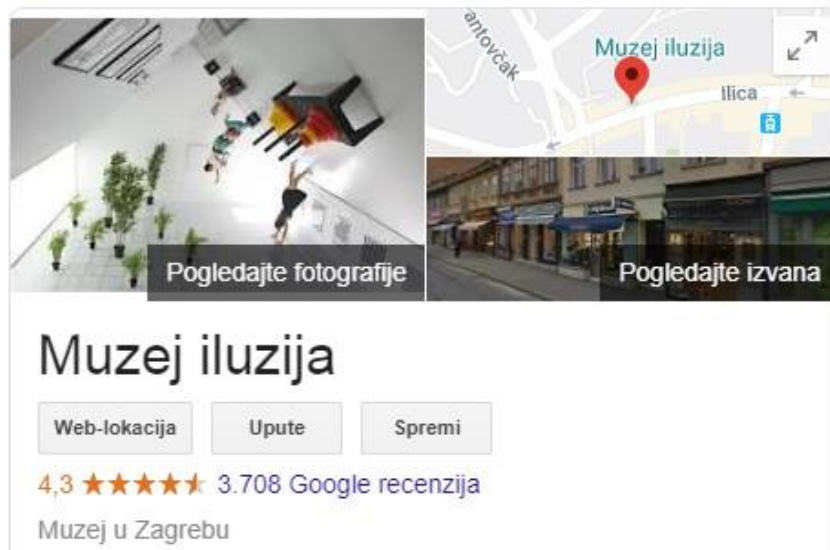 antovčak
Muzej iluzija
Ilica
Pogledajte fotografije
Pogledajte izvana
Muzej iluzija
Web-lokacija
Upute
Spremi
4,3 3.708 Google recenzija
Muzej u Zagrebu